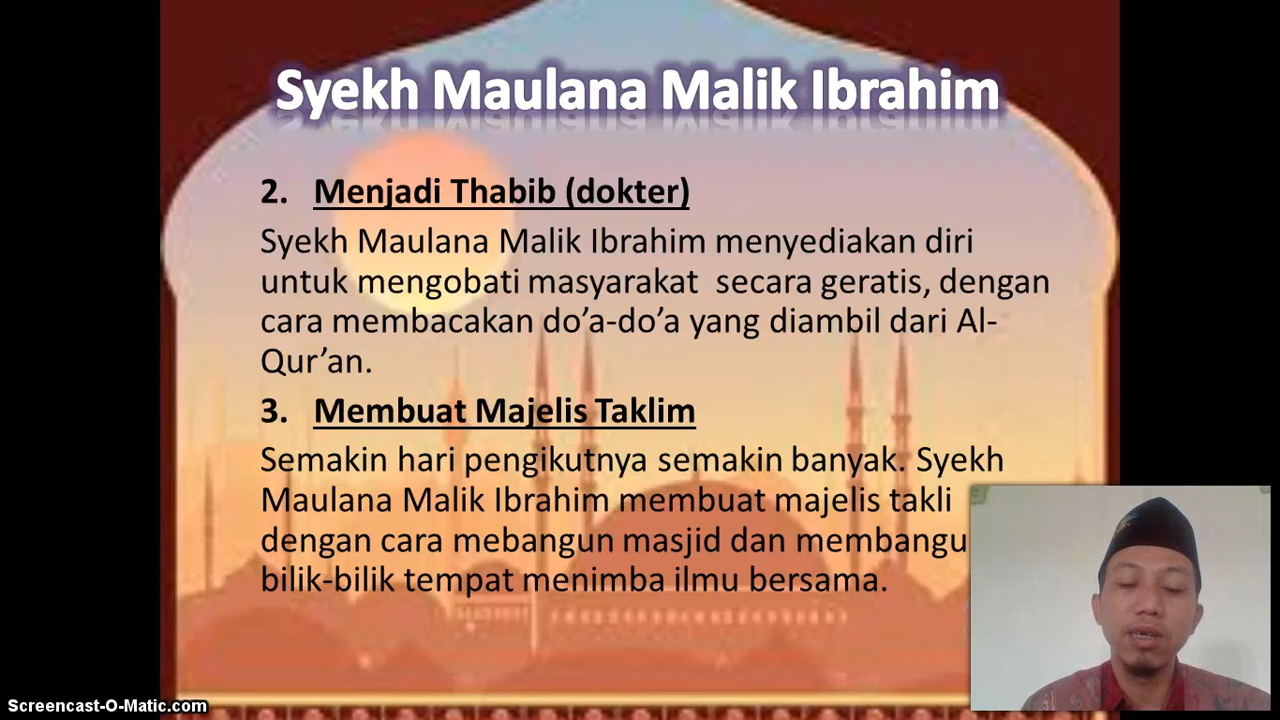 Syekh Maulana Malik Ibrahim
2. Menjadi Thabib (dokter)
Syekh Maulana Malik Ibrahim menyediakan diri
untuk mengobati masyarakat secara geratis, dengan
cara membacakan do’a-do’a yang diambil dari Al-
Qur’an.
3. Membuat Majelis Taklim
Semakin hari pengikutnya semakin banyak. Syekh
Maulana Malik Ibrahim membuat majelis takli
dengan cara mebangun masjid dan membangu
bilik-bilik tempat menimba ilmu bersama.
Screencast-O-Matic.com